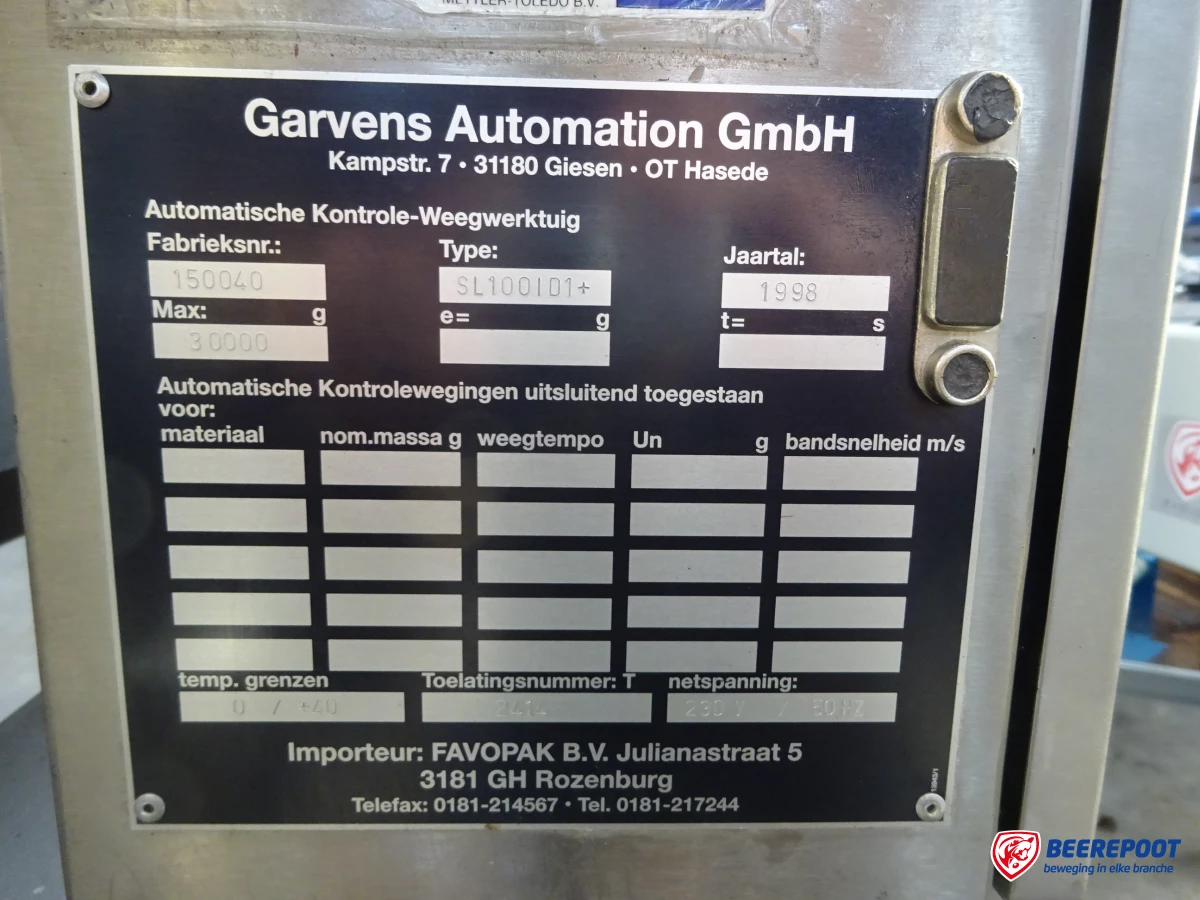 METTLER-TOLEDO B.V.
Garvens Automation GmbH
Kampstr. 7 • 31180 Giesen • OT Hasede
Automatische Kontrole-Weegwerktuig
Fabrieksnr.: Type: Jaartal:
150040 SL100ID1+ 1998
Max: g e= g t= s
30000
Automatische Kontrolewegingen uitsluitend toegestaan
voor:
materiaal nom.massa g weegtempo Un g bandsnelheid m/s
temp. grenzen Toelatingsnummer: T netspanning:
0 / +40 2414 230 V / 50HZ
Importeur: FAVOPAK B.V. Julianastraat 5
3181 GH Rozenburg
Telefax: 0181-214567 • Tel. 0181-217244
BEEREPOOT
beweging in elke branche